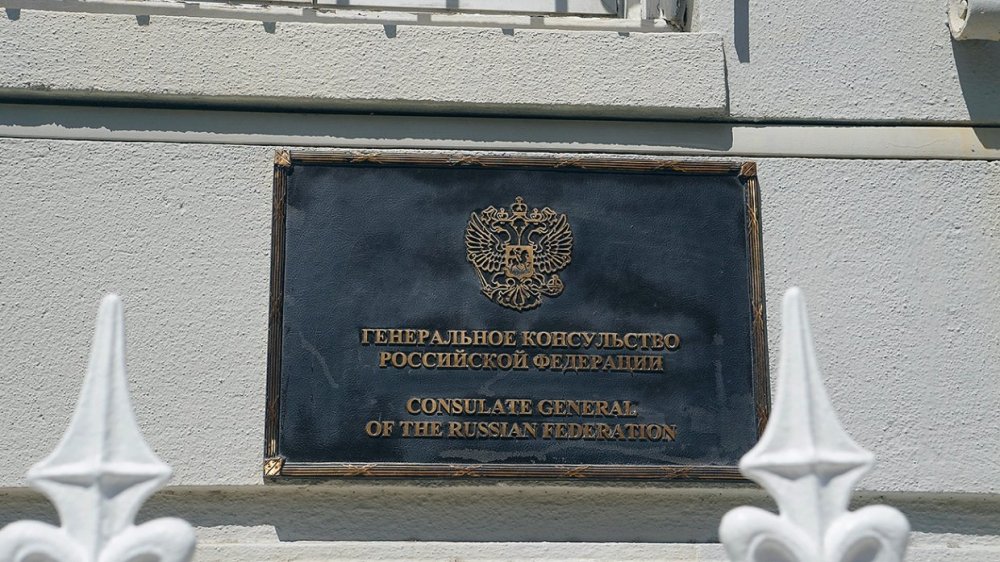 ГЕНЕРАЛЬНОЕ КОНСУЛЬСТВО
РОССИЙСКОЙ ФЕДЕРАЦИИ
CONSULATE GENERAL
OF THE RUSSIAN FEDERATION